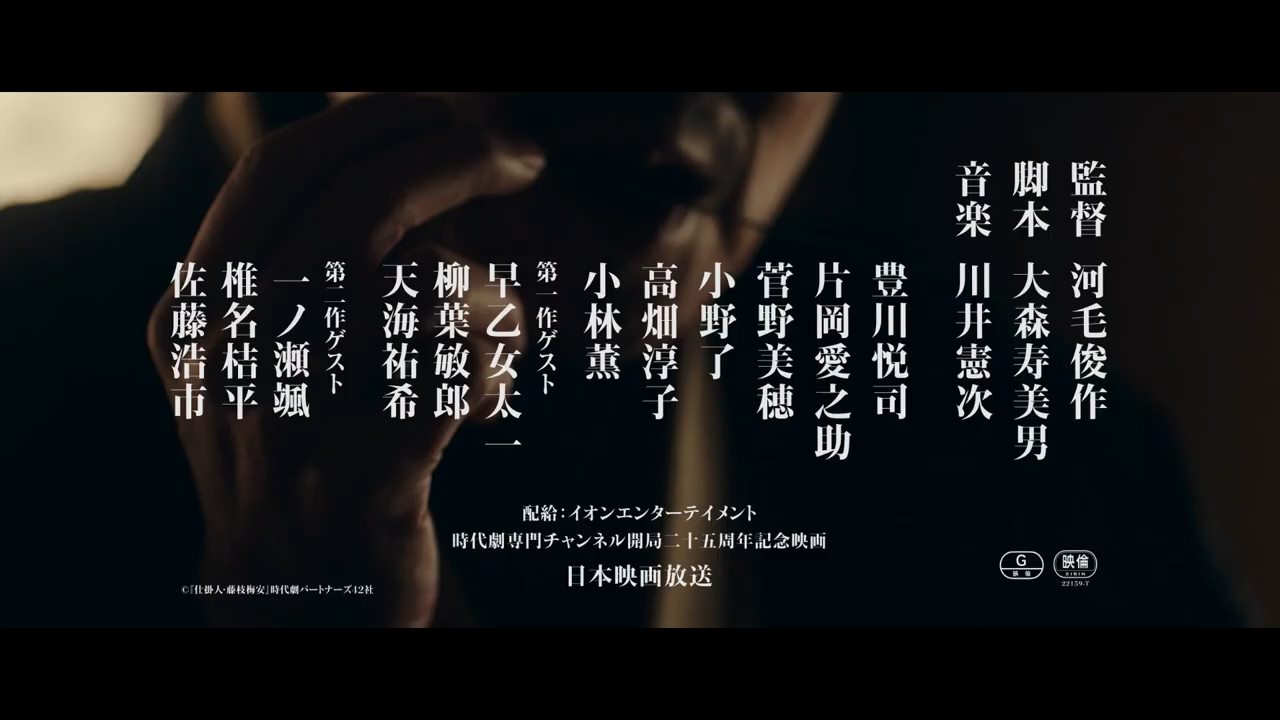 監督 河毛俊作
脚本 大森寿美男
音楽 川井憲次
豊川悦司
片岡愛之助
菅野美穂
小野了
高畑淳子
小林薫
第一作ゲスト
早乙女太一
柳葉敏郎
天海祐希
第二作ゲスト
一ノ瀬颯
椎名桔平
佐藤浩市
配給:イオンエンターテイメント
時代劇専門チャンネル開局二十五周年記念映画
日本映画放送
©『仕掛人・藤枝梅安』時代劇パートナーズ42社
G
映倫
映倫
EIRIN
22159-T